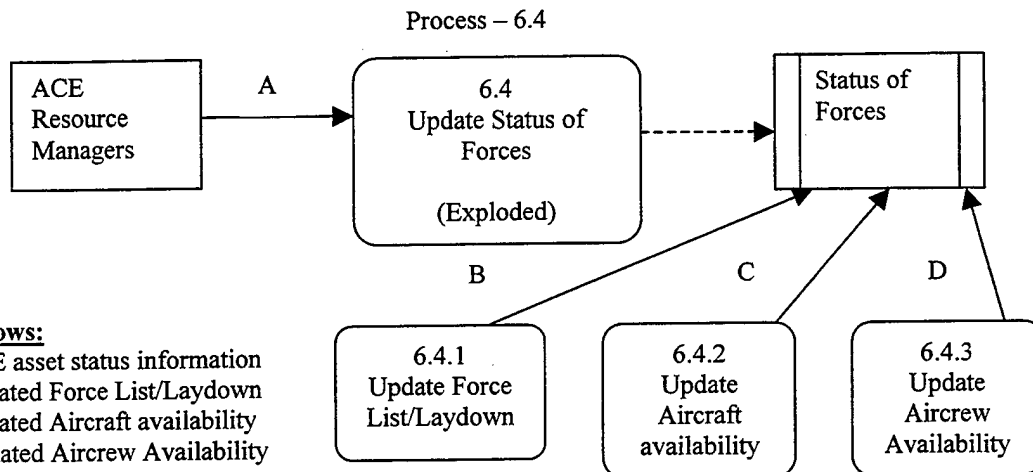 Process – 6.4
ACE
Resource
Managers
A
6.4
Update Status of
Forces
(Exploded)
Status of
Forces
B
C
D
ows:
E asset status information
ated Force List/Laydown
ated Aircraft availability
ated Aircrew Availability
6.4.1
Update Force
List/Laydown
6.4.2
Update
Aircraft
availability
6.4.3
Update
Aircrew
Availability